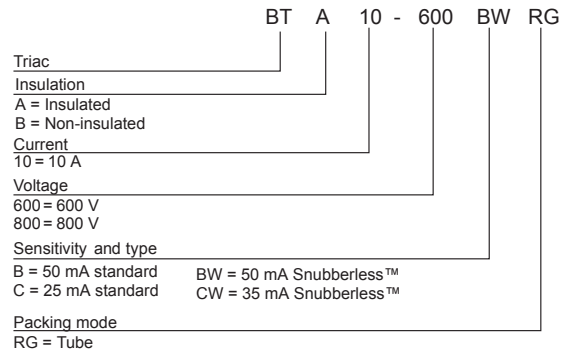 BT A 10 - 600 BW RG
Triac
Insulation
A = Insulated
B = Non-insulated
Current
10 = 10 A
Voltage
600 = 600 V
800 = 800 V
Sensitivity and type
B = 50 mA standard BW = 50 mA Snubberless™
C = 25 mA standard CW = 35 mA Snubberless™
Packing mode
RG = Tube